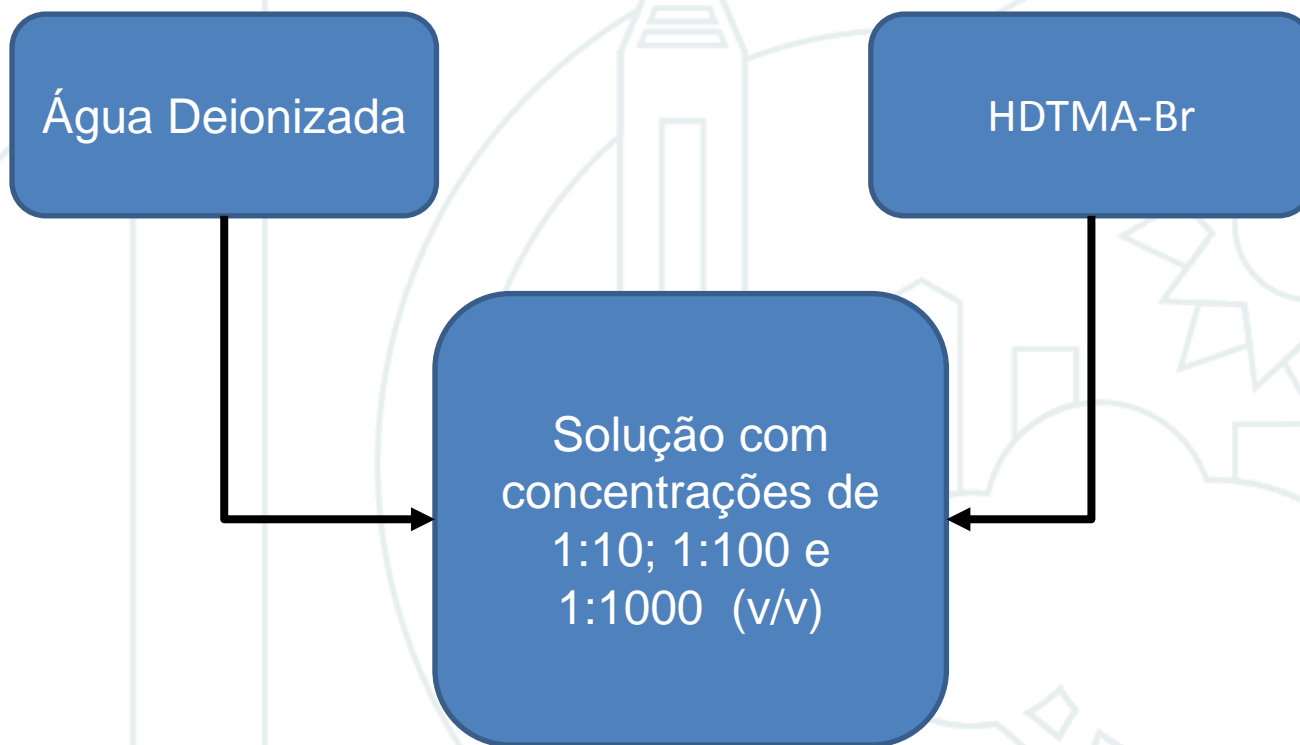 Água Deionizada
HDTMA-Br
Solução com
concentrações de
1:10; 1:100 e
1:1000 (v/v)